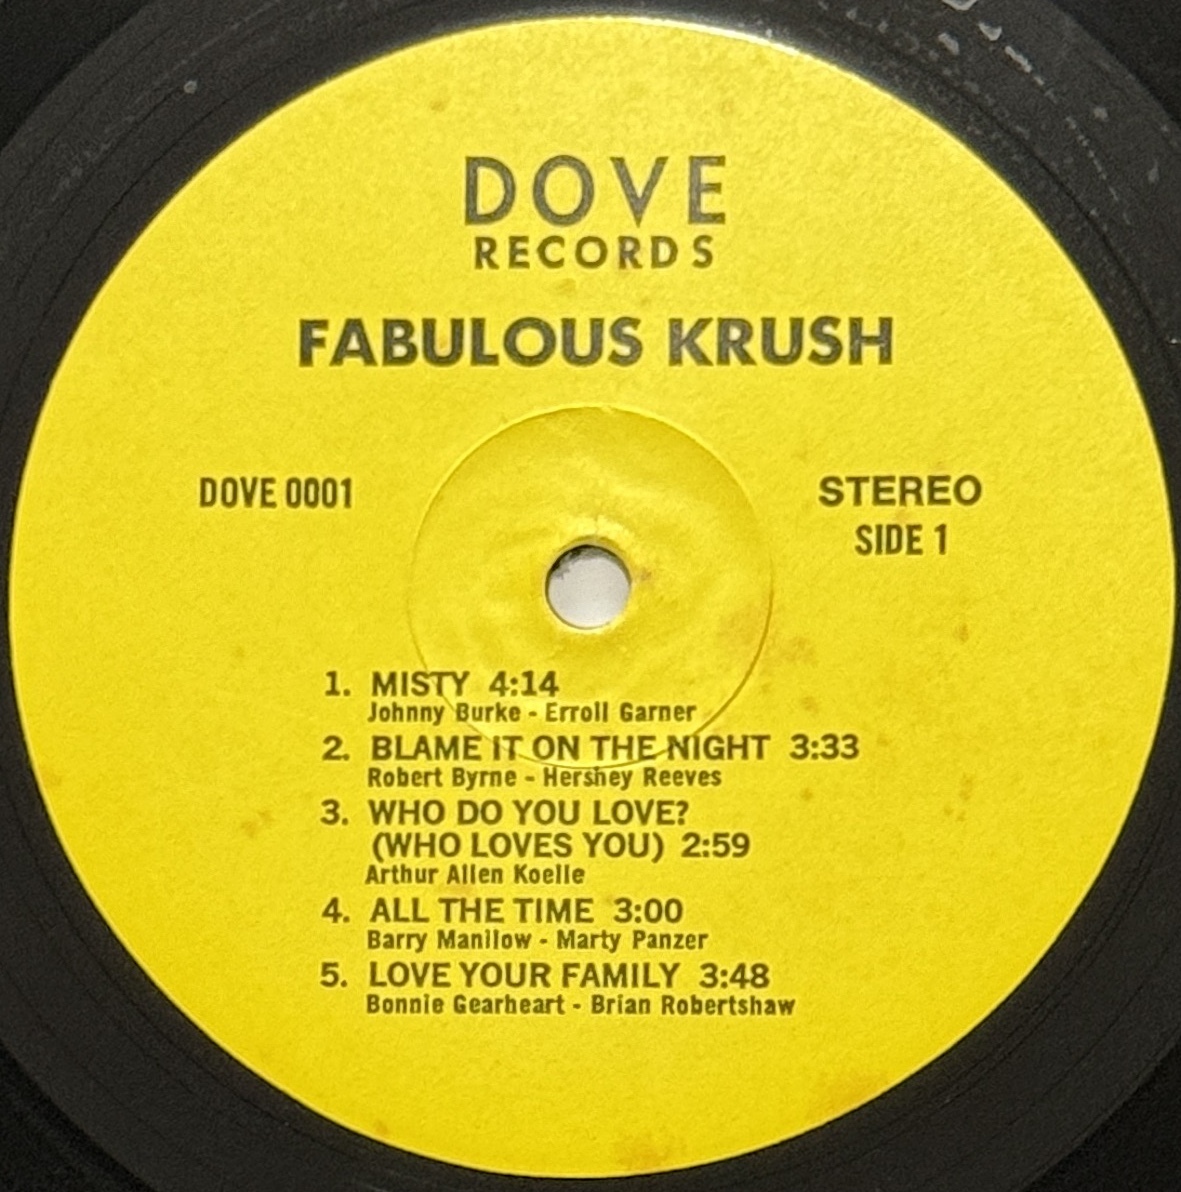 DOVE
RECORDS
FABULOUS KRUSH
DOVE 0001
STEREO
SIDE 1
1. MISTY 4:14
Johnny Burke - Erroll Garner
2. BLAME IT ON THE NIGHT 3:33
Robert Byrne - Hershey Reeves
3. WHO DO YOU LOVE?
(WHO LOVES YOU) 2:59
Arthur Allen Koelle
4. ALL THE TIME 3:00
Barry Manilow - Marty Panzer
5. LOVE YOUR FAMILY 3:48
Bonnie Gearheart - Brian Robertshaw